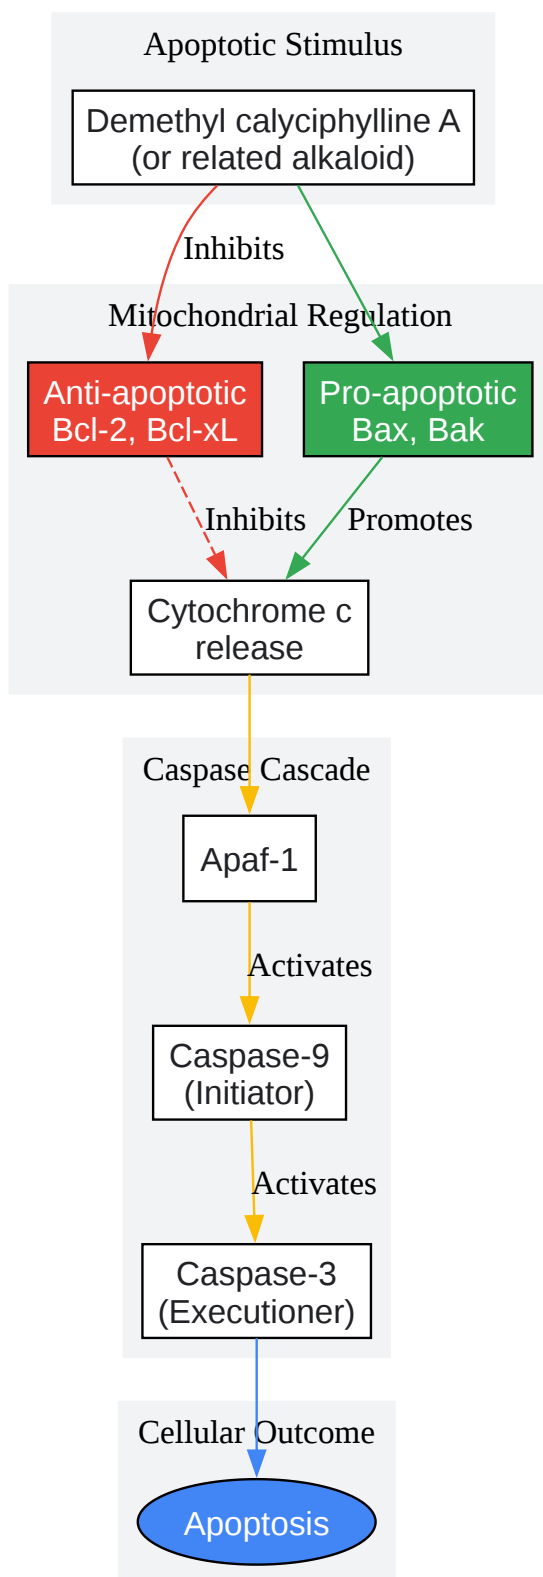 Apoptotic Stimulus
Demethyl calyciphylline A
(or related alkaloid)
Inhibits
Mitochondrial Regulation
Anti-apoptotic
Bcl-2, Bcl-xL
Pro-apoptotic
Bax, Bak
Inhibits
Promotes
Cytochrome c
release
Caspase Cascade
Apaf-1
Activates
Caspase-9
(Initiator)
Activates
Caspase-3
(Executioner)
Cellular Outcome
Apoptosis